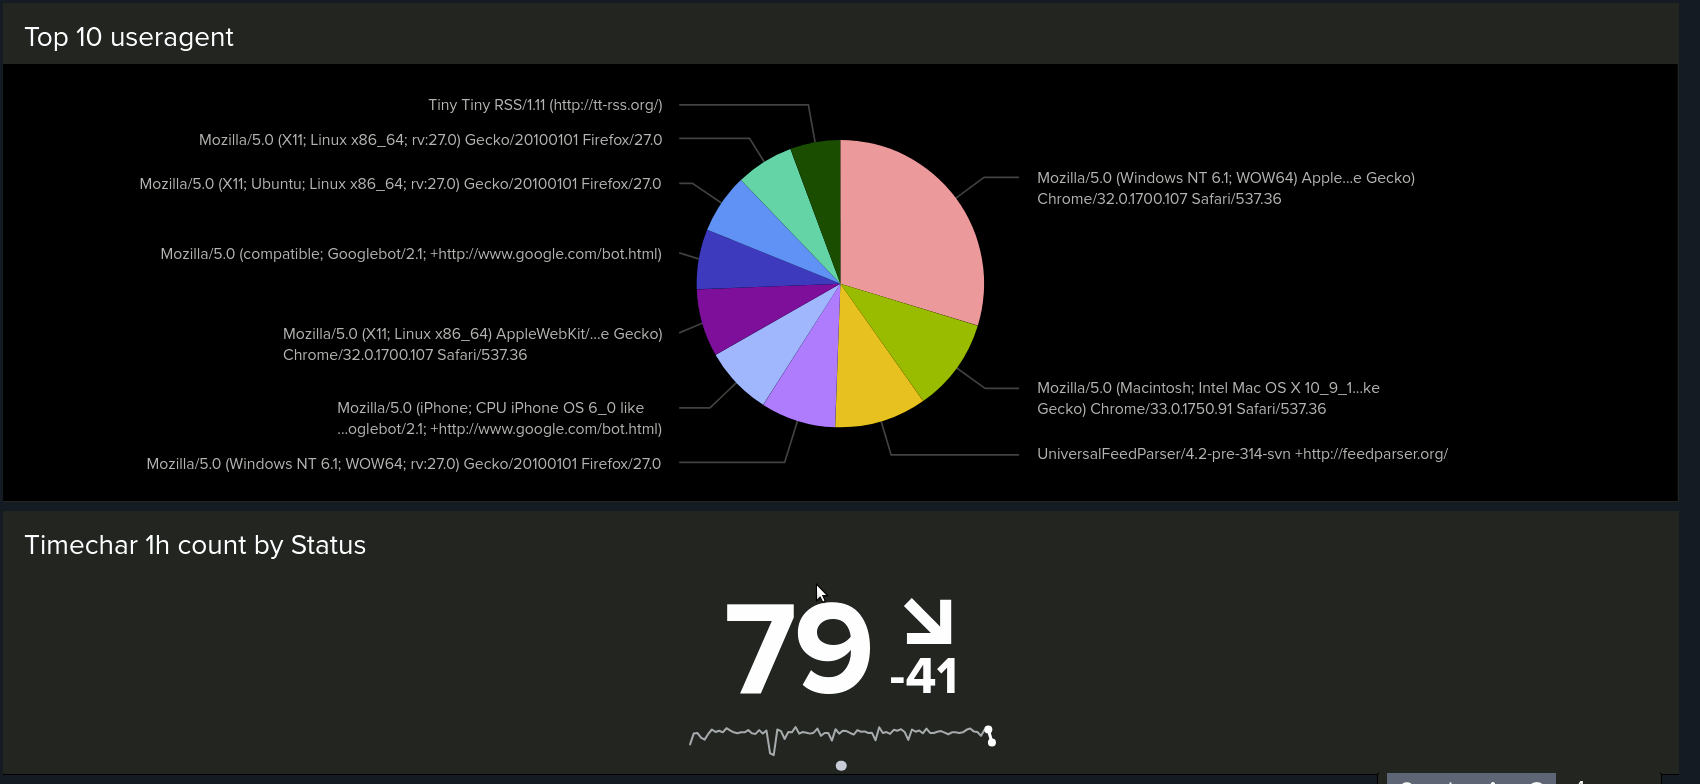 Top 10 useragent
Tiny Tiny RSS/1.11 (http://tt-rss.org/)
Mozilla/5.0 (X11; Linux x86_64; rv:27.0) Gecko/20100101 Firefox/27.0
Mozilla/5.0 (X11; Ubuntu; Linux x86_64; rv:27.0) Gecko/20100101 Firefox/27.0
Mozilla/5.0 (compatible; Googlebot/2.1; +http://www.google.com/bot.html)
Mozilla/5.0 (X11; Linux x86_64) AppleWebKit/...e Gecko)
Chrome/32.0.1700.107 Safari/537.36
Mozilla/5.0 (iPhone; CPU iPhone OS 6_0 like
...oglebot/2.1; +http://www.google.com/bot.html)
Mozilla/5.0 (Windows NT 6.1; WOW64; rv:27.0) Gecko/20100101 Firefox/27.0
Mozilla/5.0 (Windows NT 6.1; WOW64) Apple...e Gecko)
Chrome/32.0.1700.107 Safari/537.36
Mozilla/5.0 (Macintosh; Intel Mac OS X 10_9_1...ke
Gecko) Chrome/33.0.1750.91 Safari/537.36
UniversalFeedParser/4.2-pre-314-svn +http://feedparser.org/
Timechar 1h count by Status
79
-41